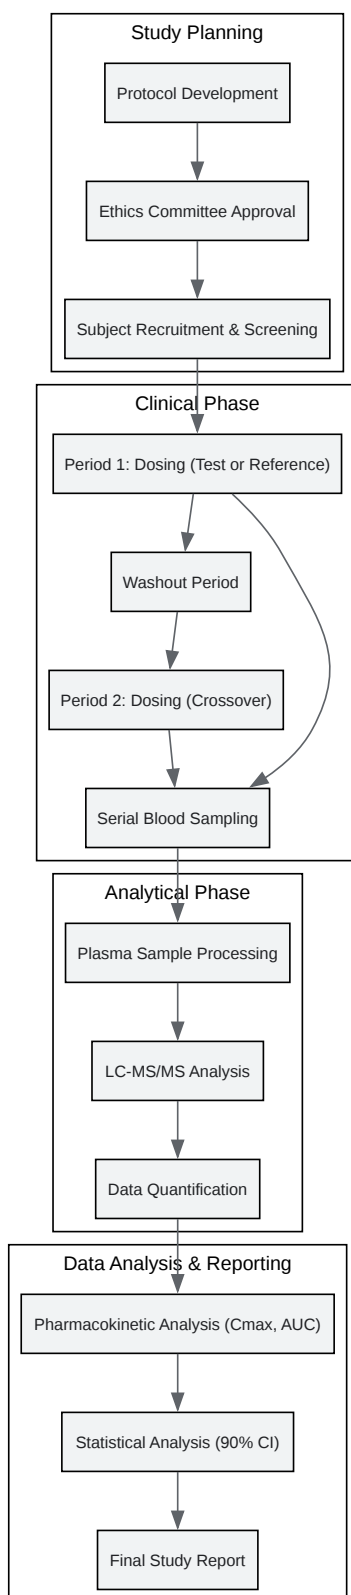 Study Planning
Protocol Development
Ethics Committee Approval
Subject Recruitment & Screening
Clinical Phase
Period 1: Dosing (Test or Reference)
Washout Period
Period 2: Dosing (Crossover)
Serial Blood Sampling
Analytical Phase
Plasma Sample Processing
LC-MS/MS Analysis
Data Quantification
Data Analysis & Reporting
Pharmacokinetic Analysis (Cmax, AUC)
Statistical Analysis (90% CI)
Final Study Report